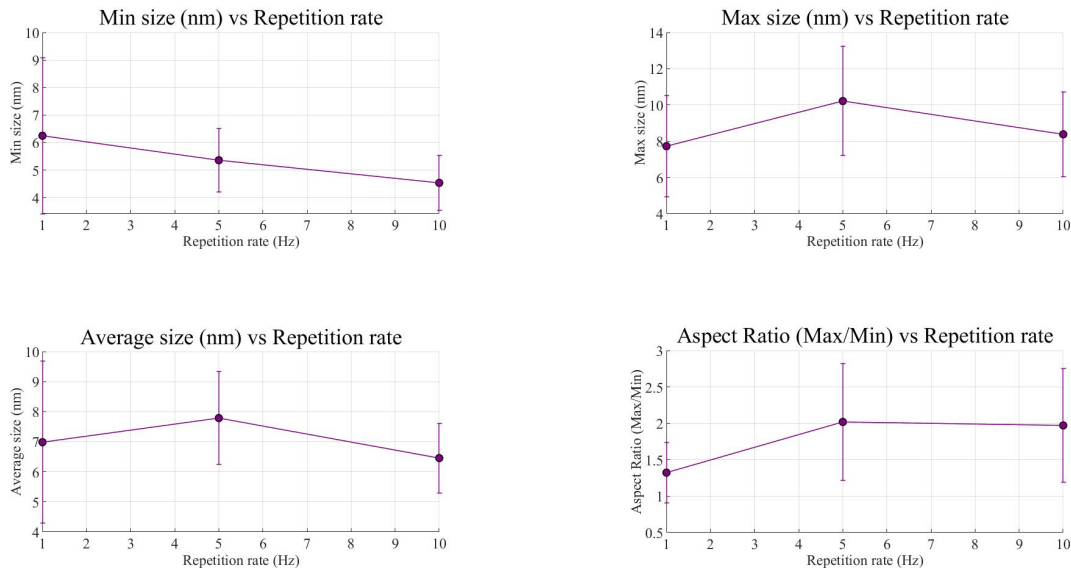 Min size (nm) vs Repetition rate
10
9
8
7
6
5
4
Min size (nm)
1 2 3 4 5 6 7 8 9 10
Repetition rate (Hz)
Max size (nm) vs Repetition rate
14
12
10
8
6
4
Max size (nm)
1 2 3 4 5 6 7 8 9 10
Repetition rate (Hz)
Average size (nm) vs Repetition rate
10
9
8
7
6
5
4
Average size (nm)
1 2 3 4 5 6 7 8 9 10
Repetition rate (Hz)
Aspect Ratio (Max/Min) vs Repetition rate
3
2.5
2
1.5
1
0.5
Aspect Ratio (Max/Min)
1 2 3 4 5 6 7 8 9 10
Repetition rate (Hz)